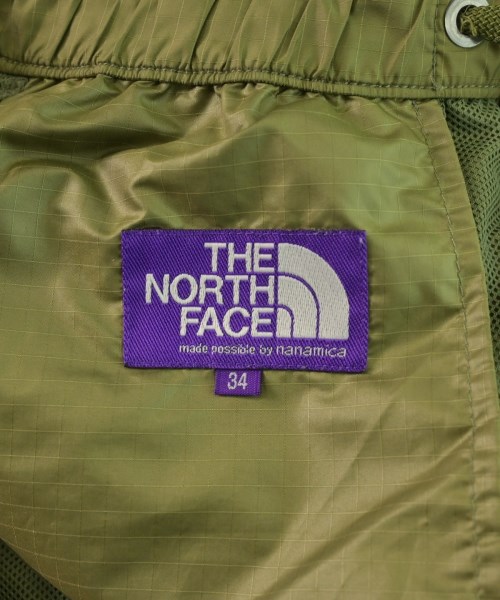 THE
NORTH
FACE
made possible by nanamica
34